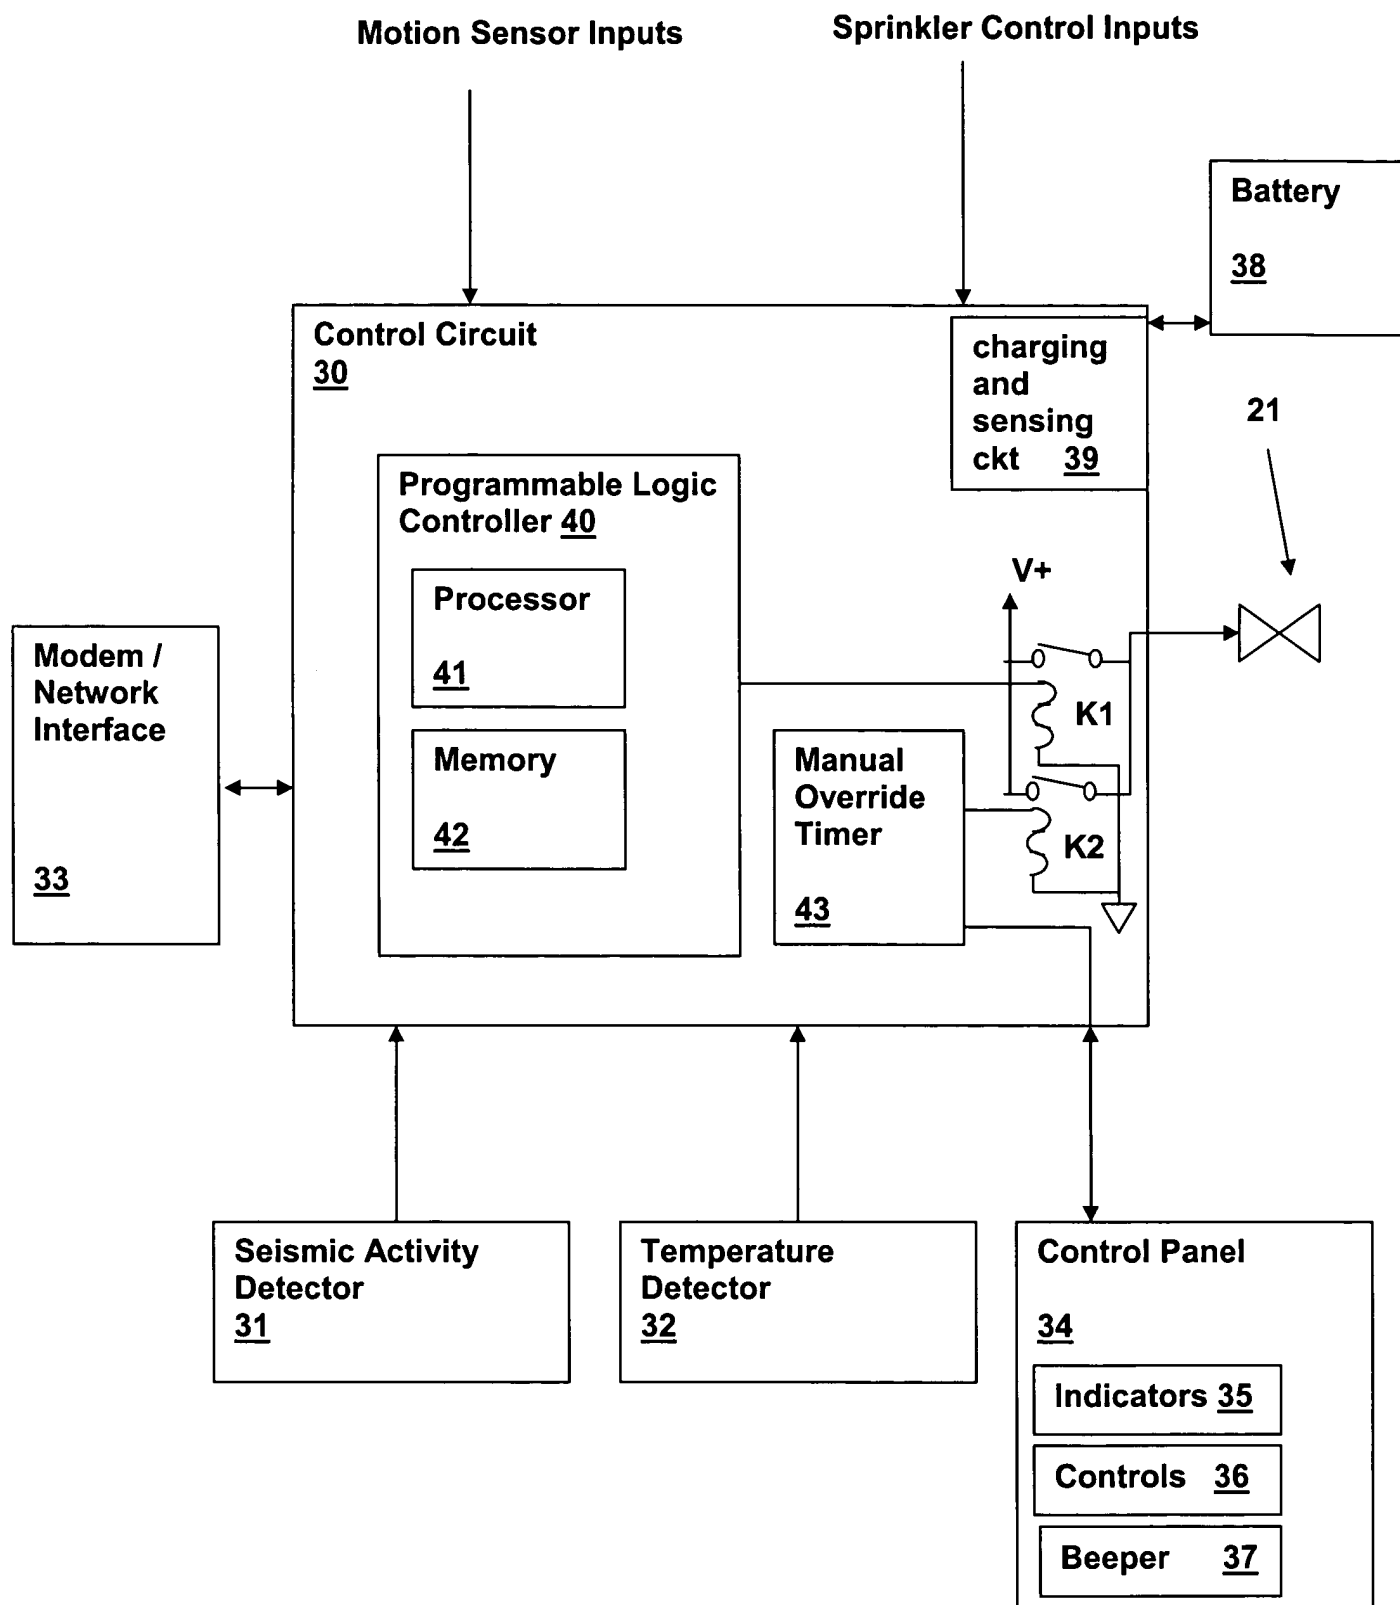 Motion Sensor Inputs
Sprinkler Control Inputs
Battery
38
Control Circuit
30
charging
and
sensing
ckt 39
21
Programmable Logic
Controller 40
Processor
41
Memory
42
V+
K1
K2
Manual
Override
Timer
43
Modem /
Network
Interface
33
Seismic Activity
Detector
31
Temperature
Detector
32
Control Panel
34
Indicators 35
Controls 36
Beeper 37